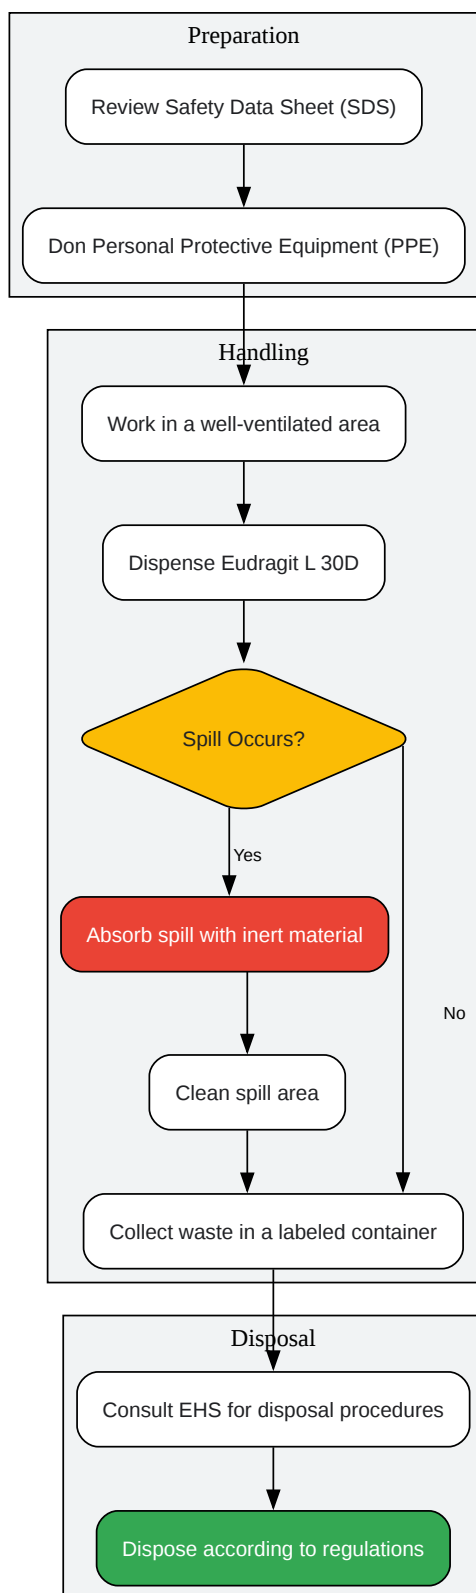 Preparation
Review Safety Data Sheet (SDS)
Don Personal Protective Equipment (PPE)
Handling
Work in a well-ventilated area
Dispense Eudragit L 30D
Spill Occurs?
Yes
Absorb spill with inert material
No
Clean spill area
Collect waste in a labeled container
Disposal
Consult EHS for disposal procedures
Dispose according to regulations